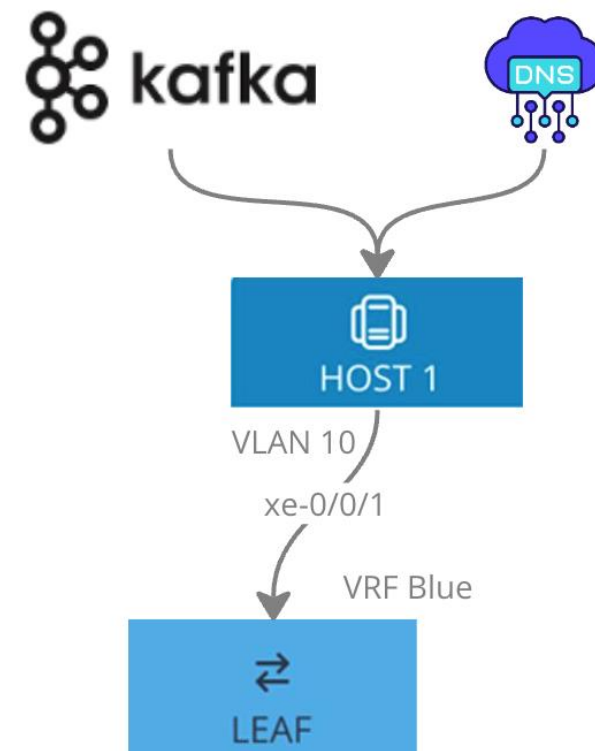 kafka
DNS
HOST 1
VLAN 10
xe-0/0/1
VRF Blue
LEAF